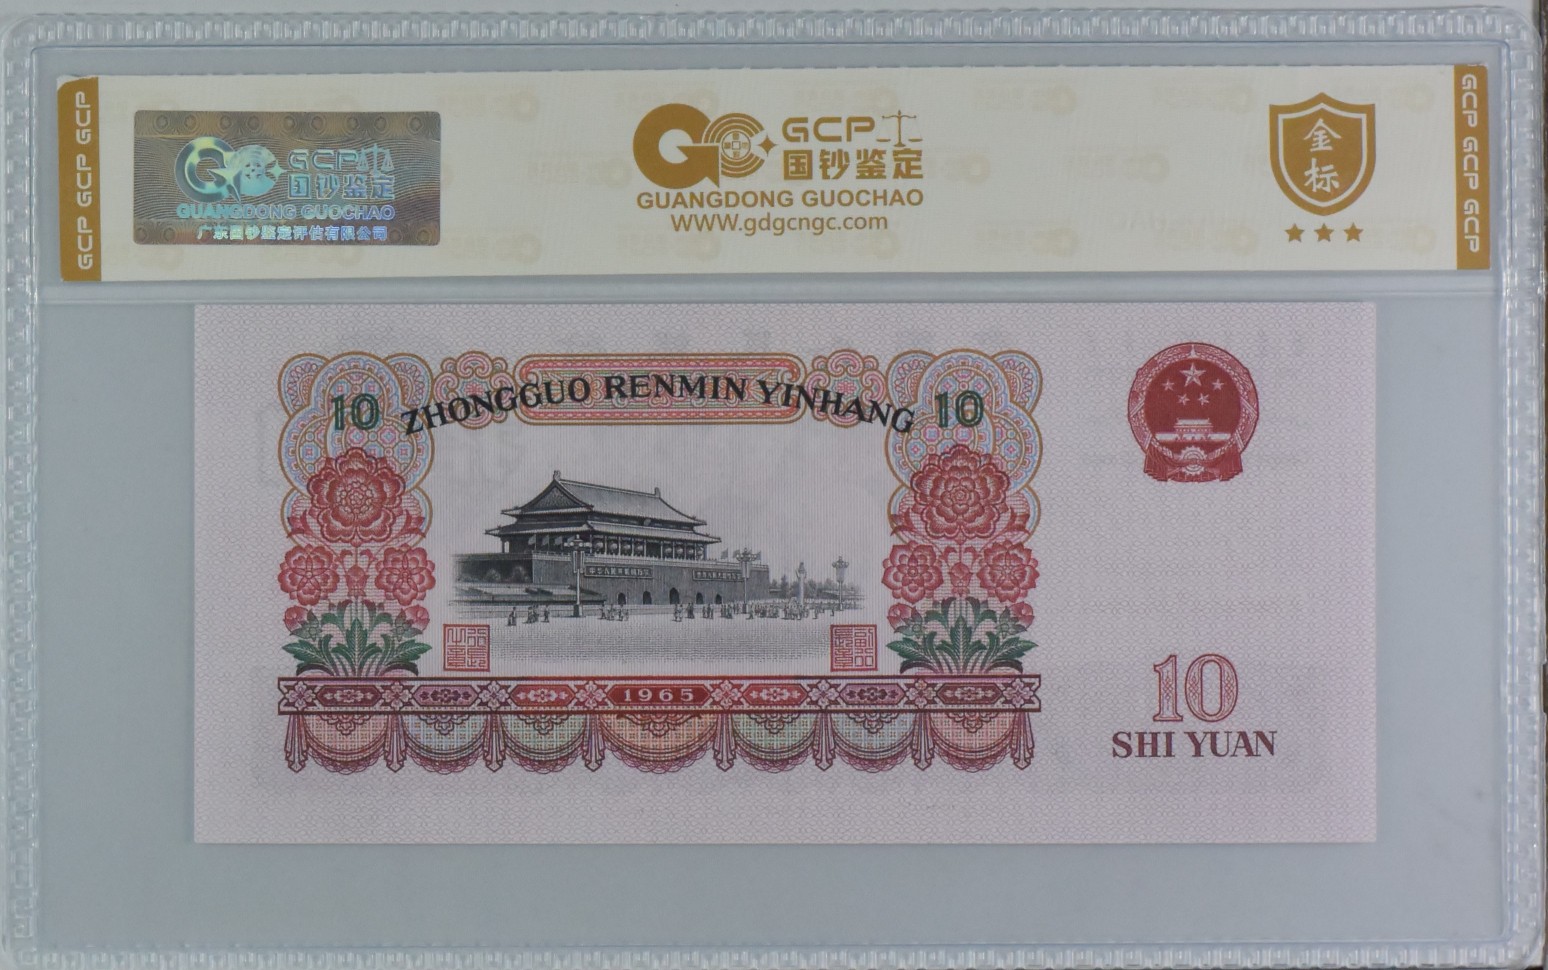 GCP GCP GCP
GCP
国钞鉴定
GUANGDONG GUOCHAO
广东国钞鉴定评估有限公司
GCP
国钞鉴定
GUANGDONG GUOCHAO
WWW.gdgcngc.com
金标
GCP GCP GCP
10 ZHONGGUO RENMIN YINHANG 10
1965
10
SHI YUAN